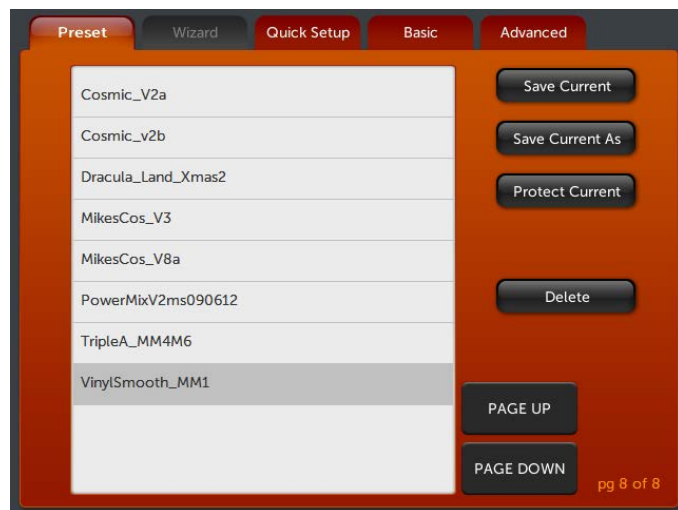 Preset
Wizard
Quick Setup
Basic
Advanced
Cosmic_V2a
Cosmic_v2b
Dracula_Land_Xmas2
MikesCos_V3
MikesCos_V8a
PowerMixV2ms090612
TripleA_MM4M6
VinylSmooth_MM1
Save Current
Save Current As
Protect Current
Delete
PAGE UP
PAGE DOWN
pg 8 of 8